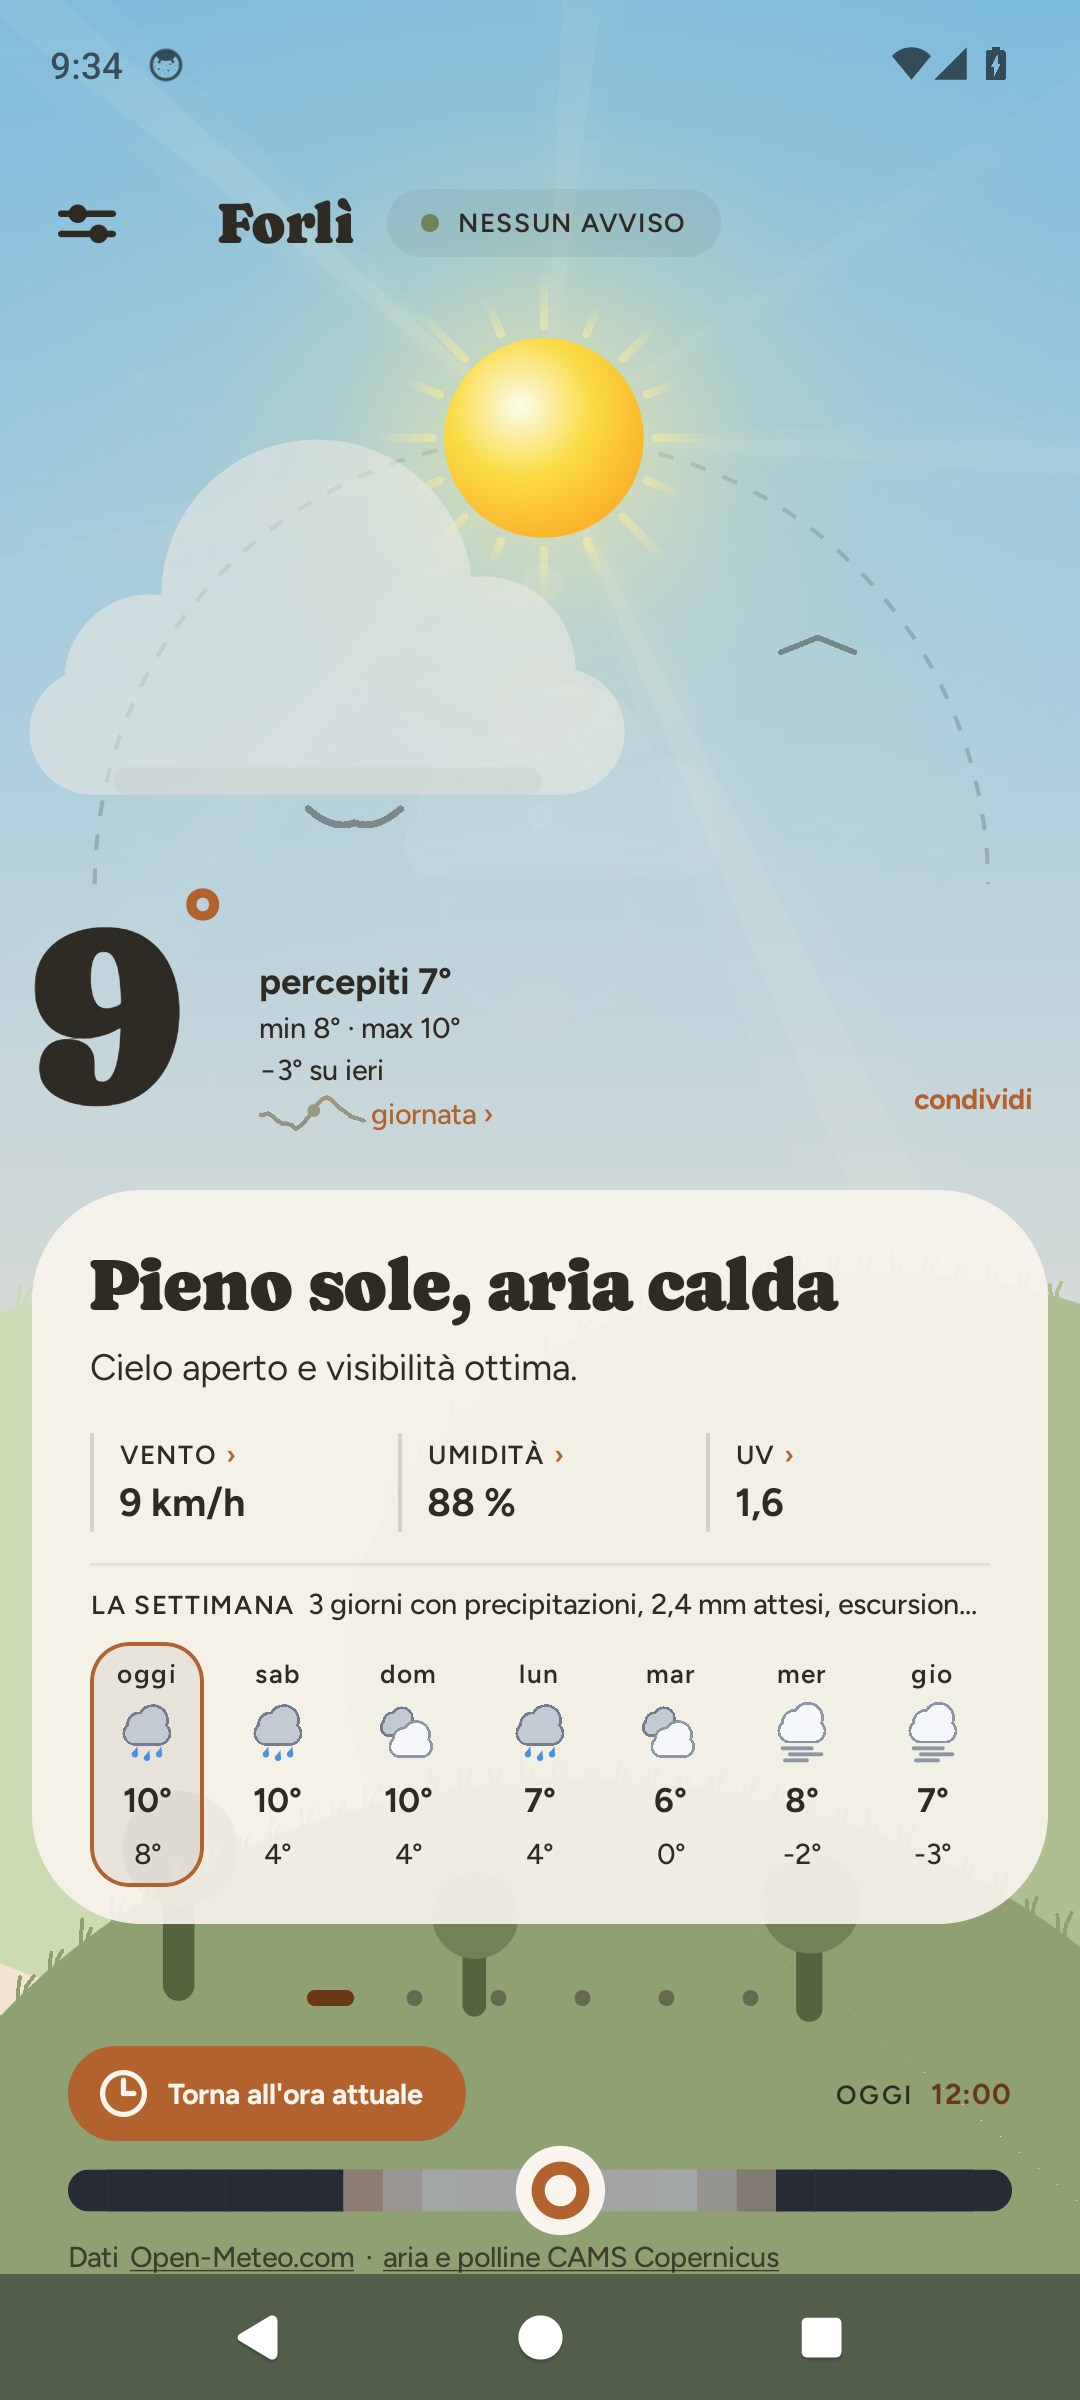 9:34
Forlì
NESSUN AVVISO
9°
percepiti 7°
min 8° · max 10°
−3° su ieri
giornata ›
condividi
Pieno sole, aria calda
Cielo aperto e visibilità ottima.
VENTO › UMIDITÀ › UV ›
9 km/h 88 % 1,6
LA SETTIMANA 3 giorni con precipitazioni, 2,4 mm attesi, escursion...
oggi sab dom lun mar mer gio
10° 10° 10° 7° 6° 8° 7°
8° 4° 4° 4° 0° -2° -3°
Torna all'ora attuale
OGGI 12:00
Dati Open-Meteo.com · aria e polline CAMS Copernicus